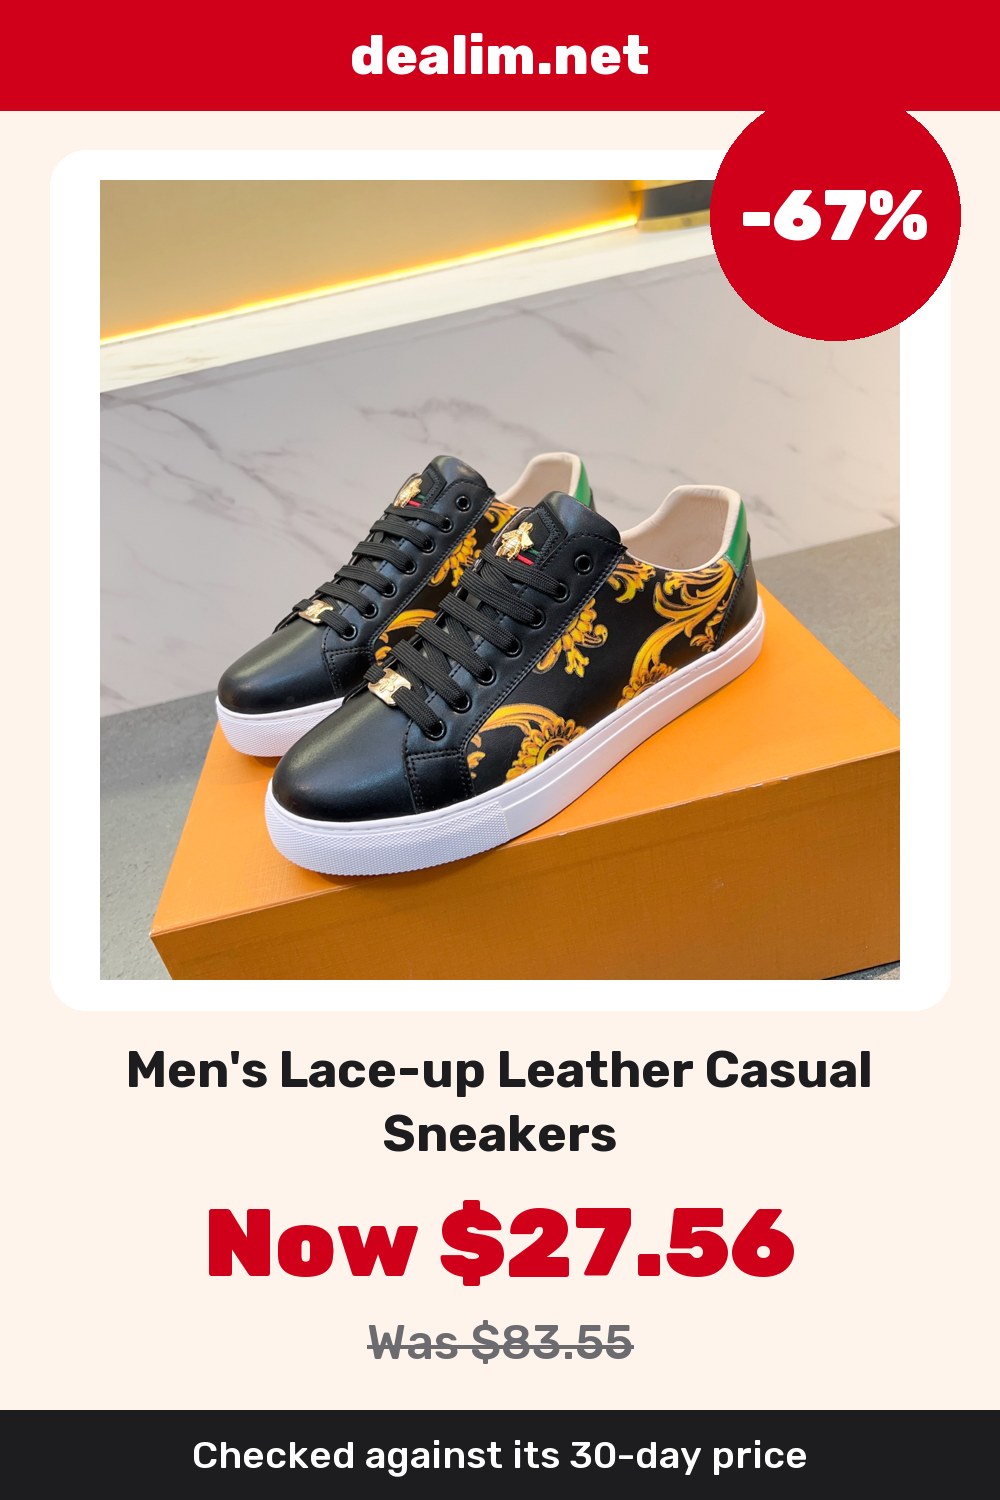 dealim.net
-67%
Men's Lace-up Leather Casual
Sneakers
Now $27.56
Was $83.55
Checked against its 30-day price